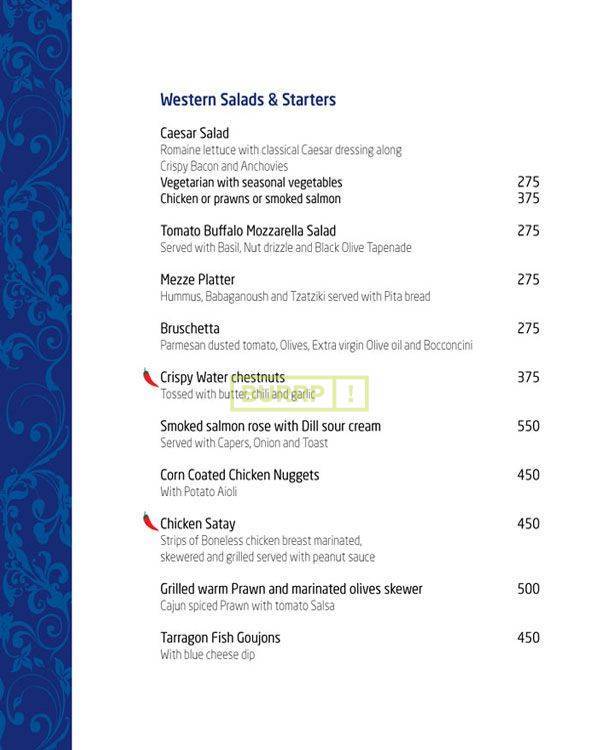 Western Salads & Starters
Caesar Salad
Romaine lettuce with classical Caesar dressing along
Crispy Bacon and Anchovies
Vegetarian with seasonal vegetables 275
Chicken or prawns or smoked salmon 375
Tomato Buffalo Mozzarella Salad 275
Served with Basil, Nut drizzle and Black Olive Tapenade
Mezze Platter 275
Hummus, Babaganoush and Tzatziki served with Pita bread
Bruschetta 275
Parmesan dusted tomato, Olives, Extra virgin Olive oil and Bocconcini
Crispy Water chestnuts 375
Tossed with butter, chili and garlic
BURRP!
Smoked salmon rose with Dill sour cream 550
Served with Capers, Onion and Toast
Corn Coated Chicken Nuggets 450
With Potato Aioli
Chicken Satay 450
Strips of Boneless chicken breast marinated,
skewered and grilled served with peanut sauce
Grilled warm Prawn and marinated olives skewer 500
Cajun spiced Prawn with tomato Salsa
Tarragon Fish Goujons 450
With blue cheese dip